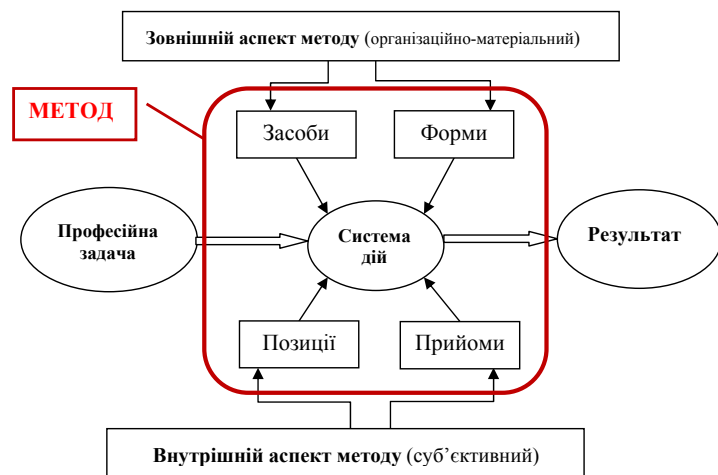 Зовнішній аспект методу (організаційно-матеріальний)
МЕТОД
Засоби
Форми
Професійна
задача
Система
дій
Результат
Позиції
Прийоми
Внутрішній аспект методу (суб’єктивний)